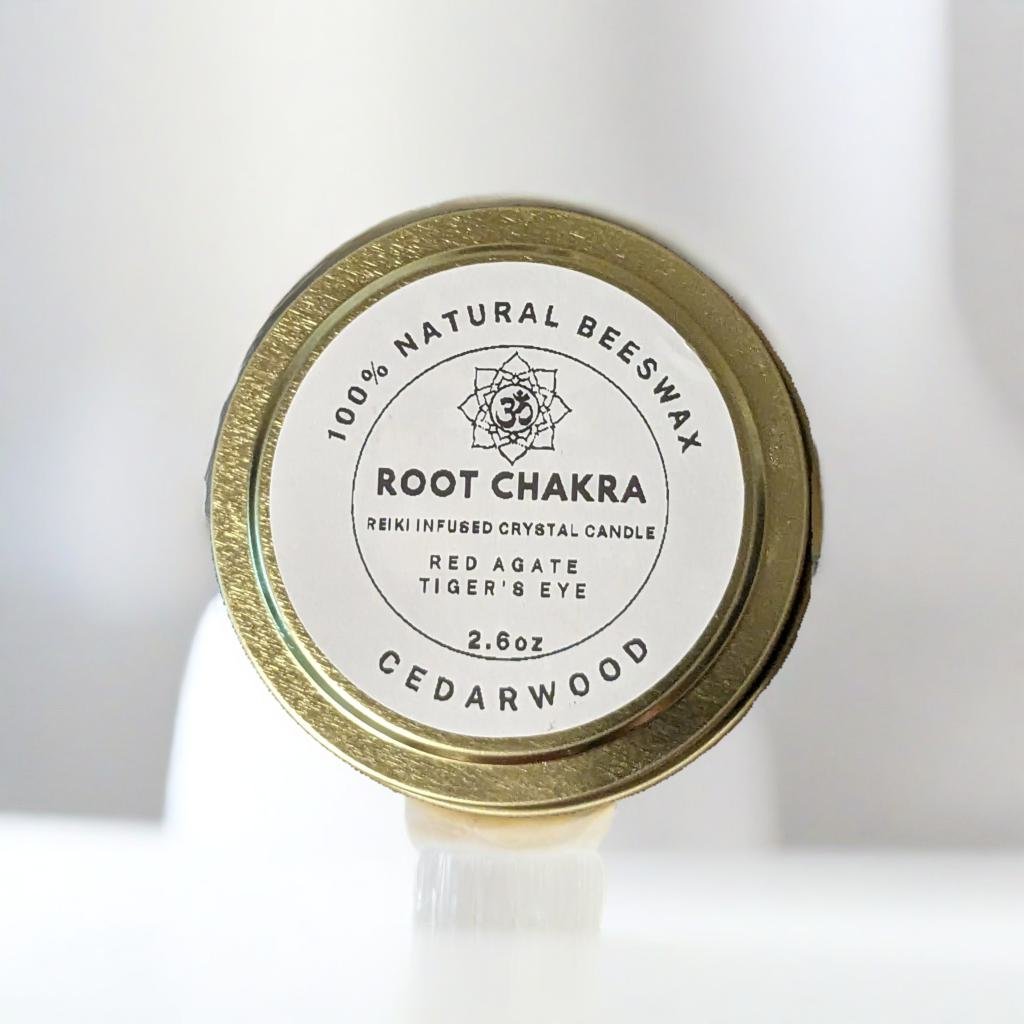 100% NATURAL BEESWAX
ॐ
ROOT CHAKRA
REIKI INFUSED CRYSTAL CANDLE
RED AGATE
TIGER'S EYE
2.6oz
CEDARWOOD